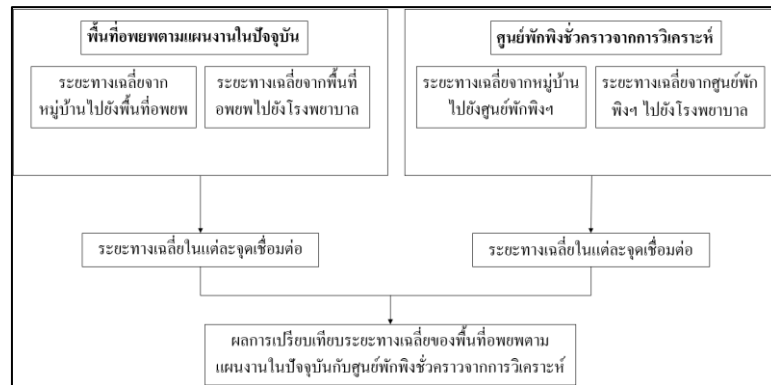 พื้นที่อพยพตามแผนงานในปัจจุบัน
ระยะทางเฉลี่ยจาก
หมู่บ้านไปยังพื้นที่อพยพ
ระยะทางเฉลี่ยจากพื้นที่
อพยพไปยังโรงพยาบาล
ศูนย์พักพิงชั่วคราวจากการวิเคราะห์
ระยะทางเฉลี่ยจากหมู่บ้าน
ไปยังศูนย์พักพิงฯ
ระยะทางเฉลี่ยจากศูนย์พัก
พิงฯ ไปยังโรงพยาบาล
ระยะทางเฉลี่ยในแต่ละจุดเชื่อมต่อ
ระยะทางเฉลี่ยในแต่ละจุดเชื่อมต่อ
ผลการเปรียบเทียบระยะทางเฉลี่ยของพื้นที่อพยพตาม
แผนงานในปัจจุบันกับศูนย์พักพิงชั่วคราวจากการวิเคราะห์